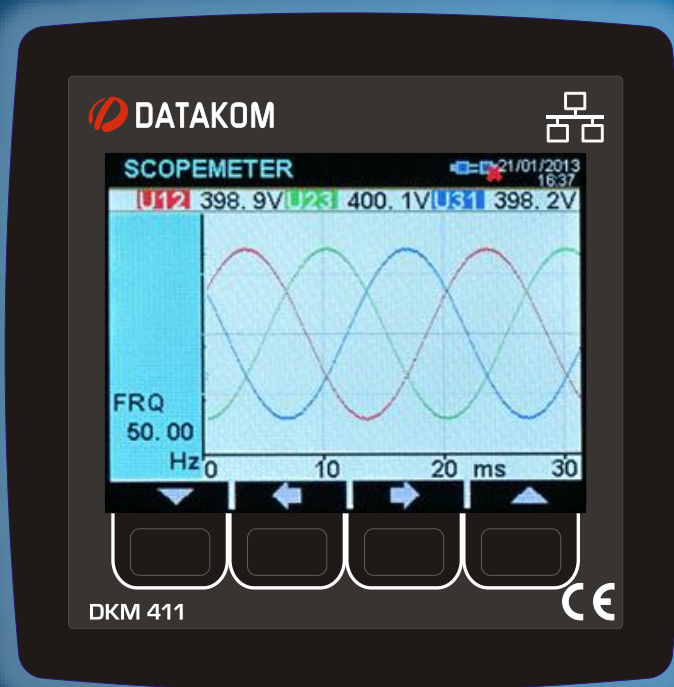 DATAKOM
SCOPEMETER 21/01/2013
16:37
U12 398.9V U23 400.1V U31 398.2V
FRQ
50.00
Hz
0 10 20 ms 30
DKM 411
CE